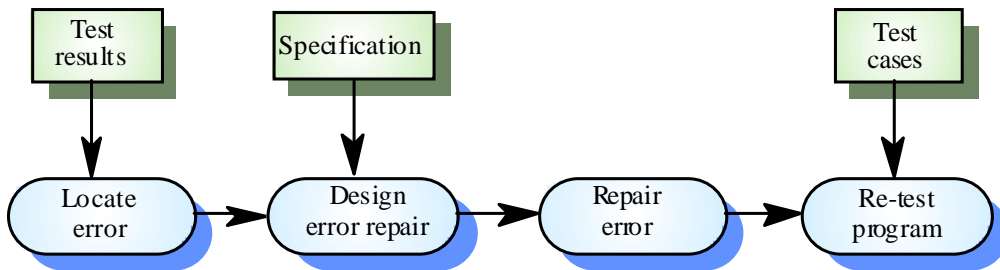 Test
results
Specification
Test
cases
Locate
error
Design
error repair
Repair
error
Re-test
program